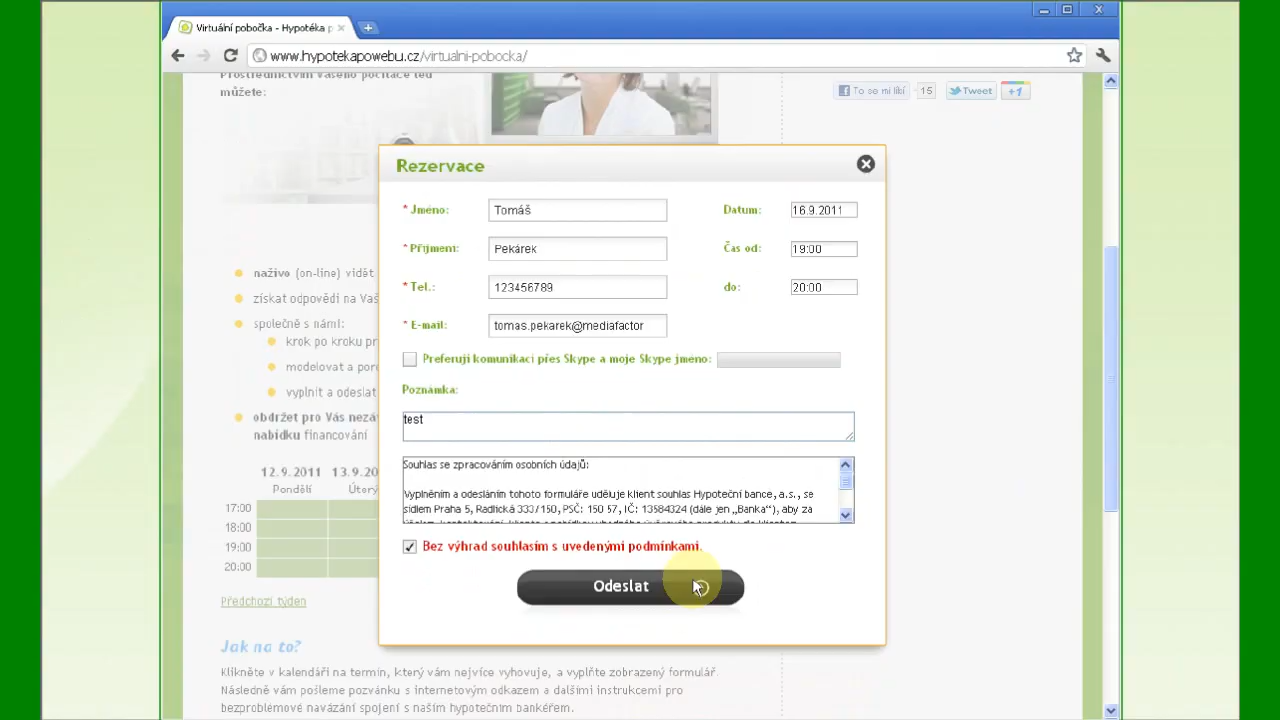 Virtuální pobočka - Hypotéka p
www.hypotekapowebu.cz/virtualni-pobocka/
Prostřednictvím Vašeho počítače teď
můžete:
To se mi líbí 15 Tweet +1
Rezervace
* Jméno: Tomáš Datum: 16.9.2011
* Příjmení: Pekárek Čas od: 19:00
* Tel.: 123456789 do: 20:00
* E-mail: tomas.pekarek@mediafactor
Preferuji komunikaci přes Skype a moje Skype jméno:
Poznámka:
test
Souhlas se zpracováním osobních údajů:
Vyplněním a odesláním tohoto formuláře uděluje klient souhlas Hypoteční bance, a.s., se
sídlem Praha 5, Radlická 333/150, PSČ: 150 57, IČ: 13584324 (dále jen „Banka“), aby za
Bez výhrad souhlasím s uvedenými podmínkami.
Odeslat
naživo (on-line) vidět
získat odpovědi na Vaš
společně s námi:
krok po kroku pr
modelovat a por
vyplnit a odeslat
obdržet pro Vás nezá
nabídku financování
12.9.2011 13.9.20
Pondělí Úterý
17:00
18:00
19:00
20:00
Předchozí týden
Jak na to?
Klikněte v kalendáři na termín, který vám nejvíce vyhovuje, a vyplňte zobrazený formulář.
Následně vám pošleme pozvánku s internetovým odkazem a dalšími instrukcemi pro
bezproblémové navázání spojení s naším hypotečním bankéřem.